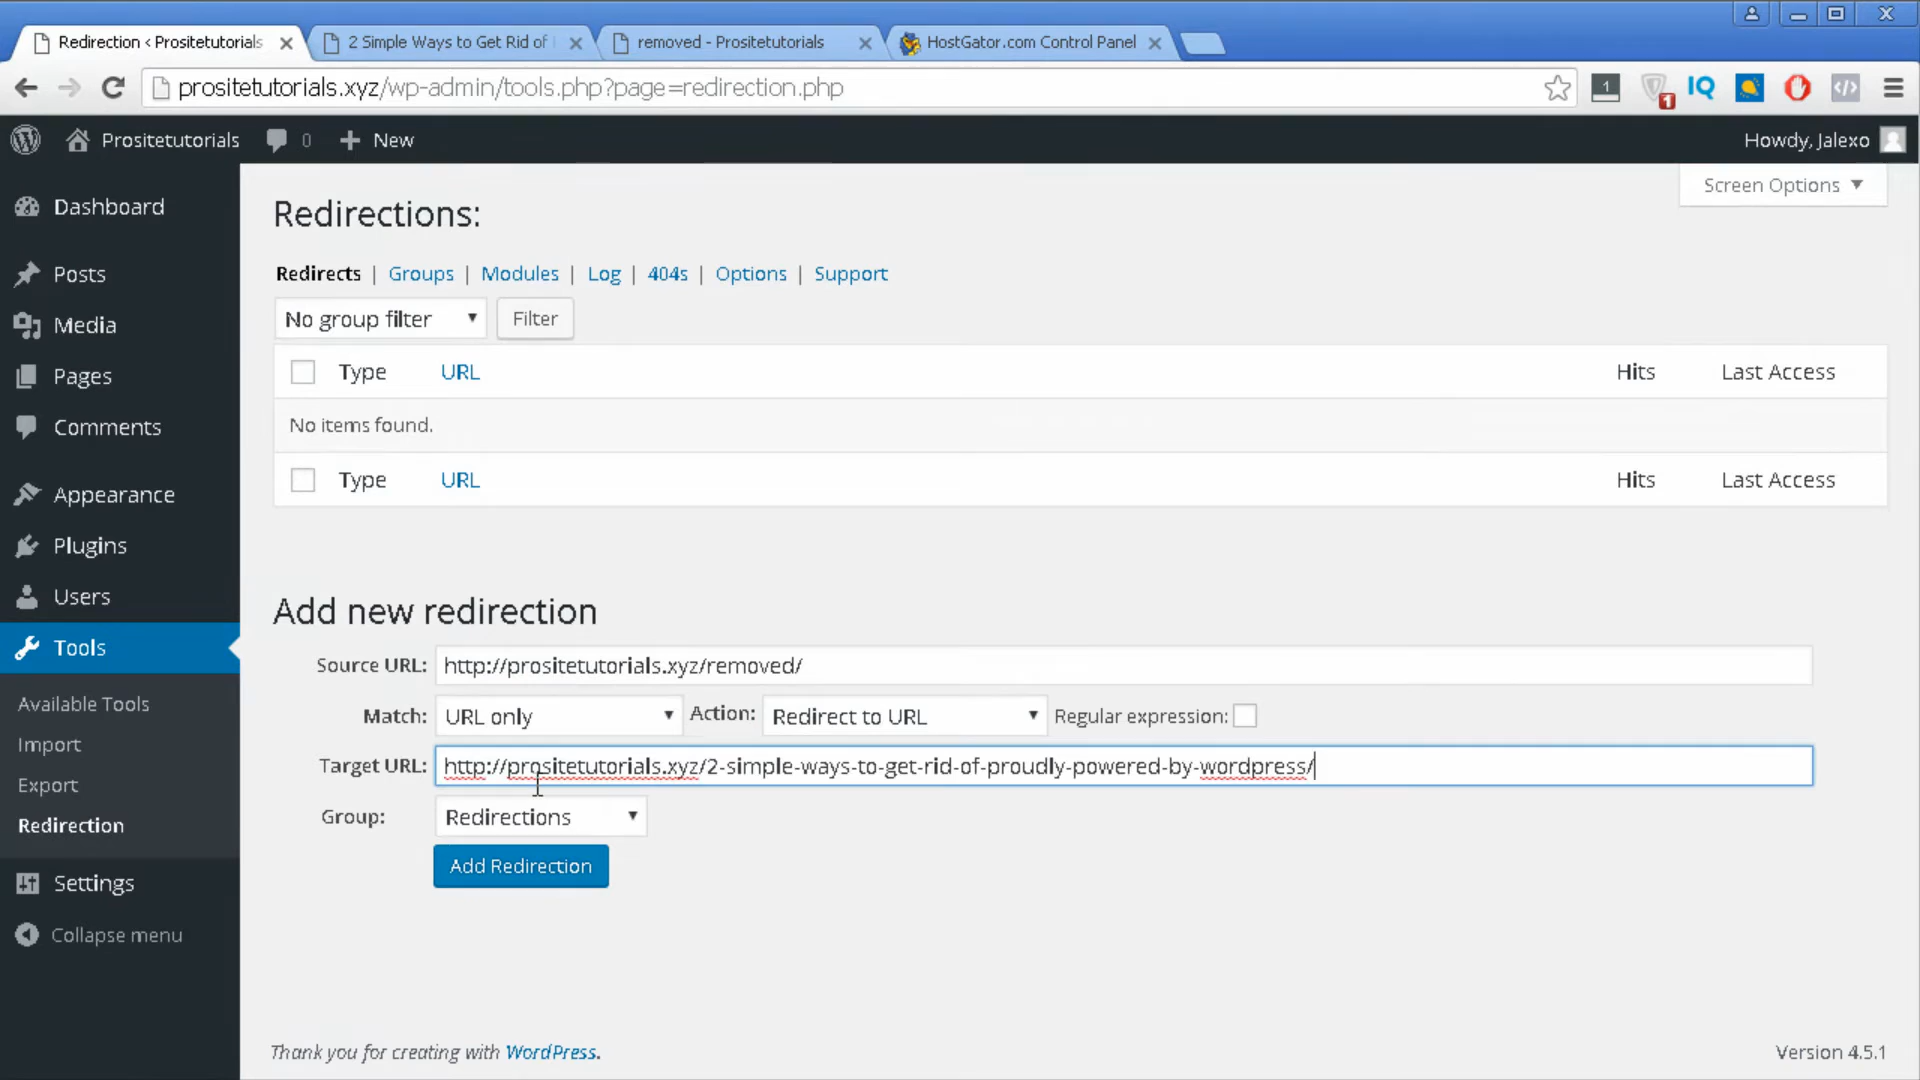 Redirection < Prositetutorials
2 Simple Ways to Get Rid of
removed - Prositetutorials
HostGator.com Control Panel
prositetutorials.xyz/wp-admin/tools.php?page=redirection.php
1
1
IQ
</>
Prositetutorials 0 + New
Howdy, Jalexo
Dashboard
Posts
Media
Pages
Comments
Appearance
Plugins
Users
Tools
Available Tools
Import
Export
Redirection
Settings
Collapse menu
Screen Options
Redirections:
Redirects | Groups | Modules | Log | 404s | Options | Support
No group filter Filter
Type URL Hits Last Access
No items found.
Type URL Hits Last Access
Add new redirection
Source URL: http://prositetutorials.xyz/removed/
Match: URL only Action: Redirect to URL Regular expression:
Target URL: http://prositetutorials.xyz/2-simple-ways-to-get-rid-of-proudly-powered-by-wordpress/
Group: Redirections
Add Redirection
Thank you for creating with WordPress.
Version 4.5.1